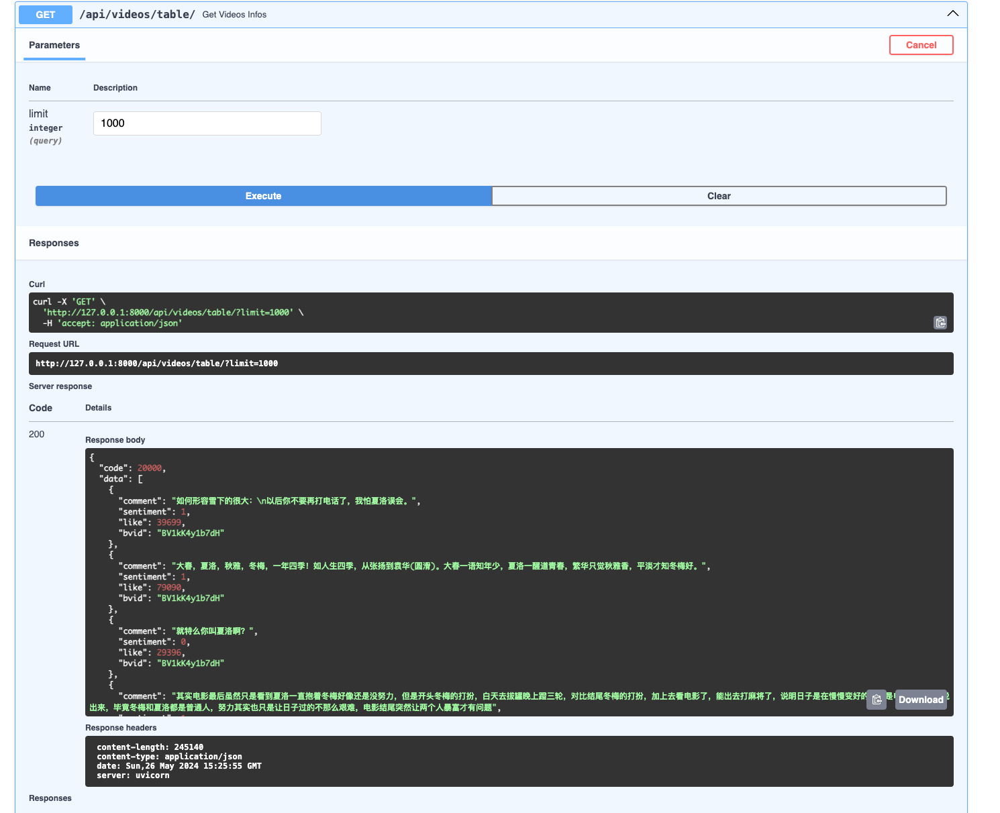 GET /api/videos/table/ Get Videos Infos
Parameters
Cancel
Name Description
limit
integer
(query)
1000
Execute
Clear
Responses
Curl
curl -X 'GET' \
'http://127.0.0.1:8000/api/videos/table/?limit=1000' \
-H 'accept: application/json'
Request URL
http://127.0.0.1:8000/api/videos/table/?limit=1000
Server response
Code Details
200
Response body
{
"code": 20000,
"data": [
{
"comment": "如何形容雪下的很大：\n以后你不要再打电话了，我怕夏洛误会。",
"sentiment": 1,
"like": 39699,
"bvid": "BV1kK4y1b7dH"
},
{
"comment": "大春，夏洛，秋雅，冬梅，一年四季！如人生四季，从张扬到袁华(圆滑)。大春一语知年少，夏洛一醒道青春，繁华只觉秋雅香，平淡才知冬梅好。",
"sentiment": 1,
"like": 79090,
"bvid": "BV1kK4y1b7dH"
},
{
"comment": "就特么你叫夏洛啊？",
"sentiment": 0,
"like": 29396,
"bvid": "BV1kK4y1b7dH"
},
{
"comment": "其实电影最后虽然只是看到夏洛一直抱着冬梅好像还是没努力，但是开头冬梅的打扮，白天去拔罐晚上蹬三轮，对比结尾冬梅的打扮，加上去看电影了，能出去打麻将了，说明日子是在慢慢变好的
出来，毕竟冬梅和夏洛都是普通人，努力其实也只是让日子过的不那么艰难，电影结尾突然让两个人暴富才有问题",
Download
Response headers
content-length: 245140
content-type: application/json
date: Sun,26 May 2024 15:25:55 GMT
server: uvicorn
Responses